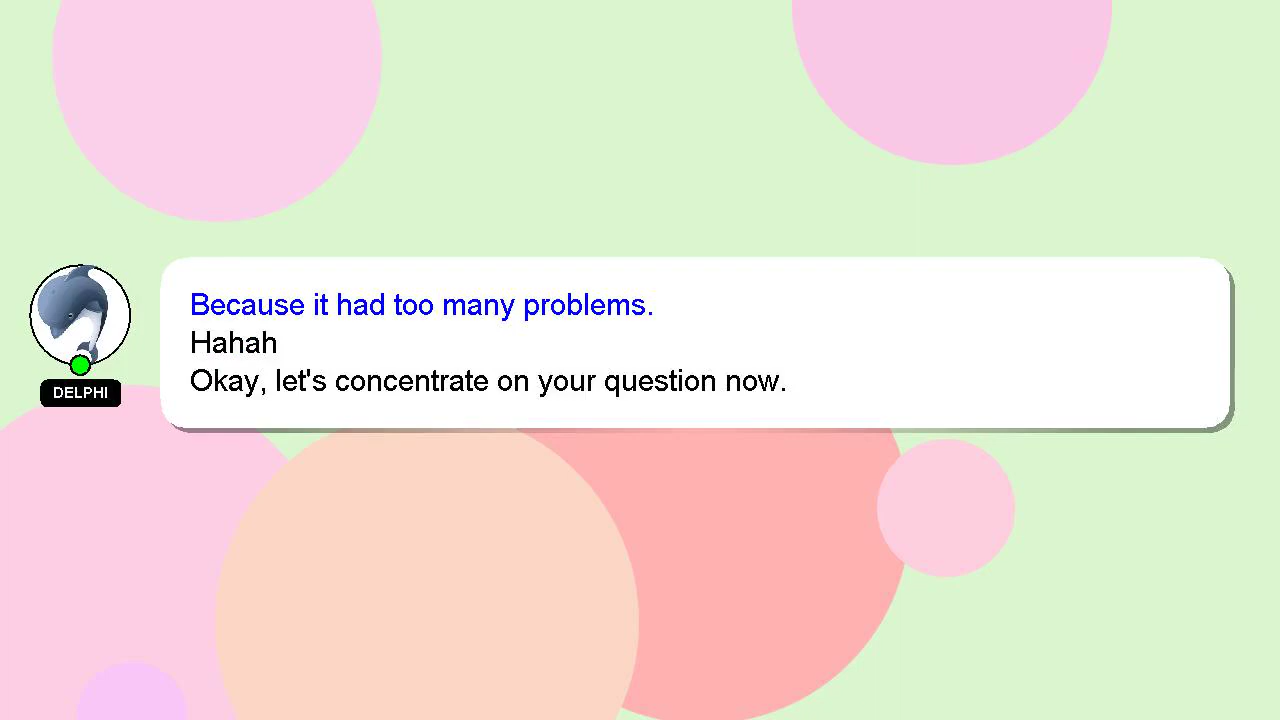 Because it had too many problems.
Hahah
Okay, let's concentrate on your question now.
DELPHI